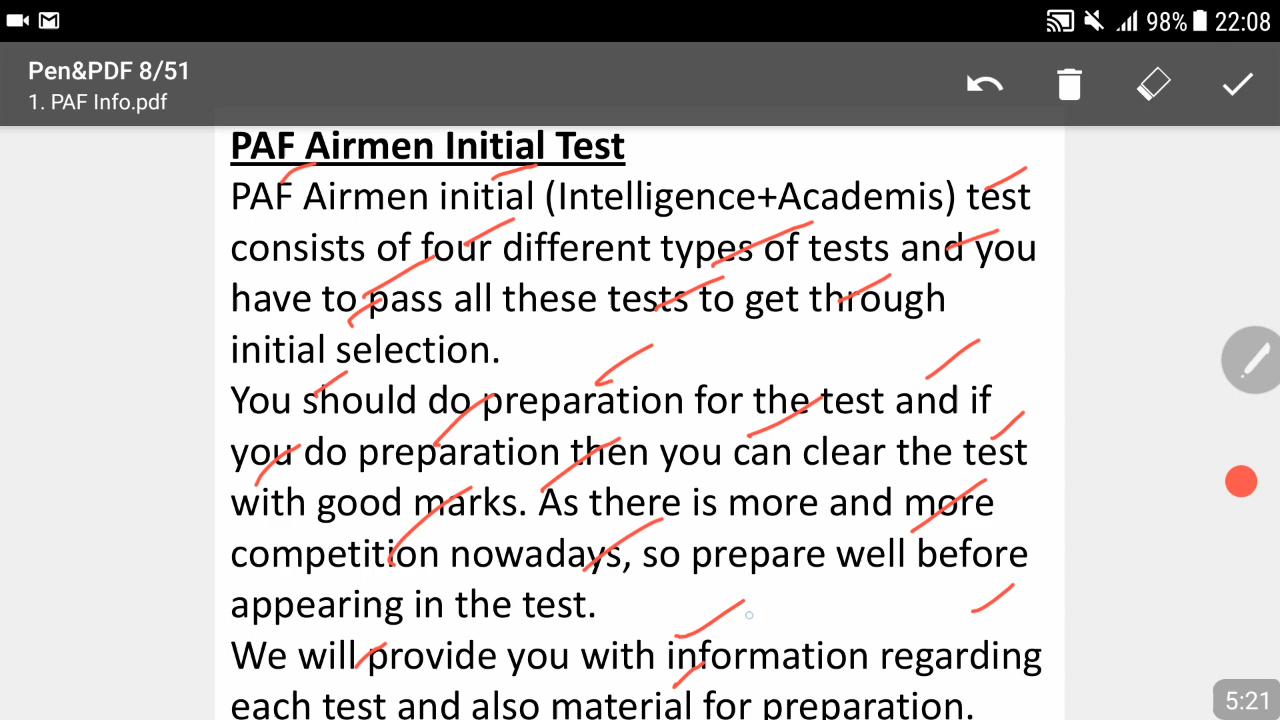 98% 22:08
Pen&PDF 8/51
1. PAF Info.pdf
PAF Airmen Initial Test
PAF Airmen initial (Intelligence+Academis) test
consists of four different types of tests and you
have to pass all these tests to get through
initial selection.
You should do preparation for the test and if
you do preparation then you can clear the test
with good marks. As there is more and more
competition nowadays, so prepare well before
appearing in the test.
We will provide you with information regarding
each test and also material for preparation.
5:21